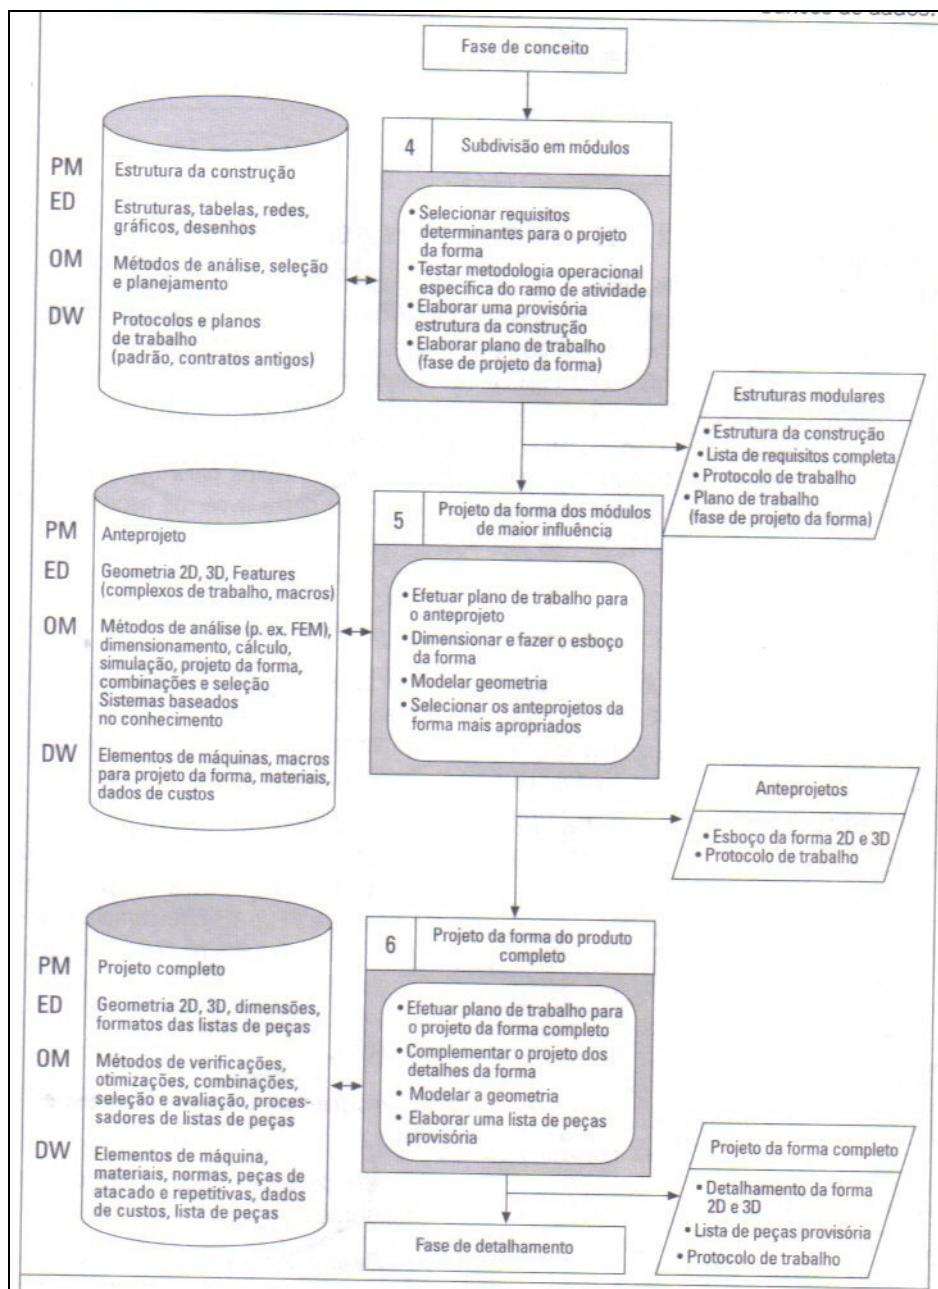 Fase de conceito
4
Subdivisão em módulos
PM
Estrutura da construção
ED
Estruturas, tabelas, redes,
gráficos, desenhos
OM
Métodos de análise, seleção
e planejamento
DW
Protocolos e planos
de trabalho
(padrão, contratos antigos)
• Selecionar requisitos
determinantes para o projeto
da forma
• Testar metodologia operacional
específica do ramo de atividade
• Elaborar uma provisória
estrutura da construção
• Elaborar plano de trabalho
(fase de projeto da forma)
Estruturas modulares
• Estrutura da construção
• Lista de requisitos completa
• Protocolo de trabalho
• Plano de trabalho
(fase de projeto da forma)
5
Projeto da forma dos módulos
de maior influência
PM
Anteprojeto
ED
Geometria 2D, 3D, Features
(complexos de trabalho, macros)
OM
Métodos de análise (p. ex. FEM),
dimensionamento, cálculo,
simulação, projeto da forma,
combinações e seleção
Sistemas baseados
no conhecimento
DW
Elementos de máquinas, macros
para projeto da forma, materiais,
dados de custos
• Efetuar plano de trabalho para
o anteprojeto
• Dimensionar e fazer o esboço
da forma
• Modelar geometria
• Selecionar os anteprojetos da
forma mais apropriados
Anteprojetos
• Esboço da forma 2D e 3D
• Protocolo de trabalho
6
Projeto da forma do produto
completo
PM
Projeto completo
ED
Geometria 2D, 3D, dimensões,
formatos das listas de peças
OM
Métodos de verificações,
otimizações, combinações,
seleção e avaliação, proces-
sadores de listas de peças
DW
Elementos de máquina,
materiais, normas, peças de
atacado e repetitivas, dados
de custos, lista de peças
• Efetuar plano de trabalho para
o projeto da forma completo
• Complementar o projeto dos
detalhes da forma
• Modelar a geometria
• Elaborar uma lista de peças
provisória
Projeto da forma completo
• Detalhamento da forma
2D e 3D
• Lista de peças provisória
• Protocolo de trabalho
Fase de detalhamento